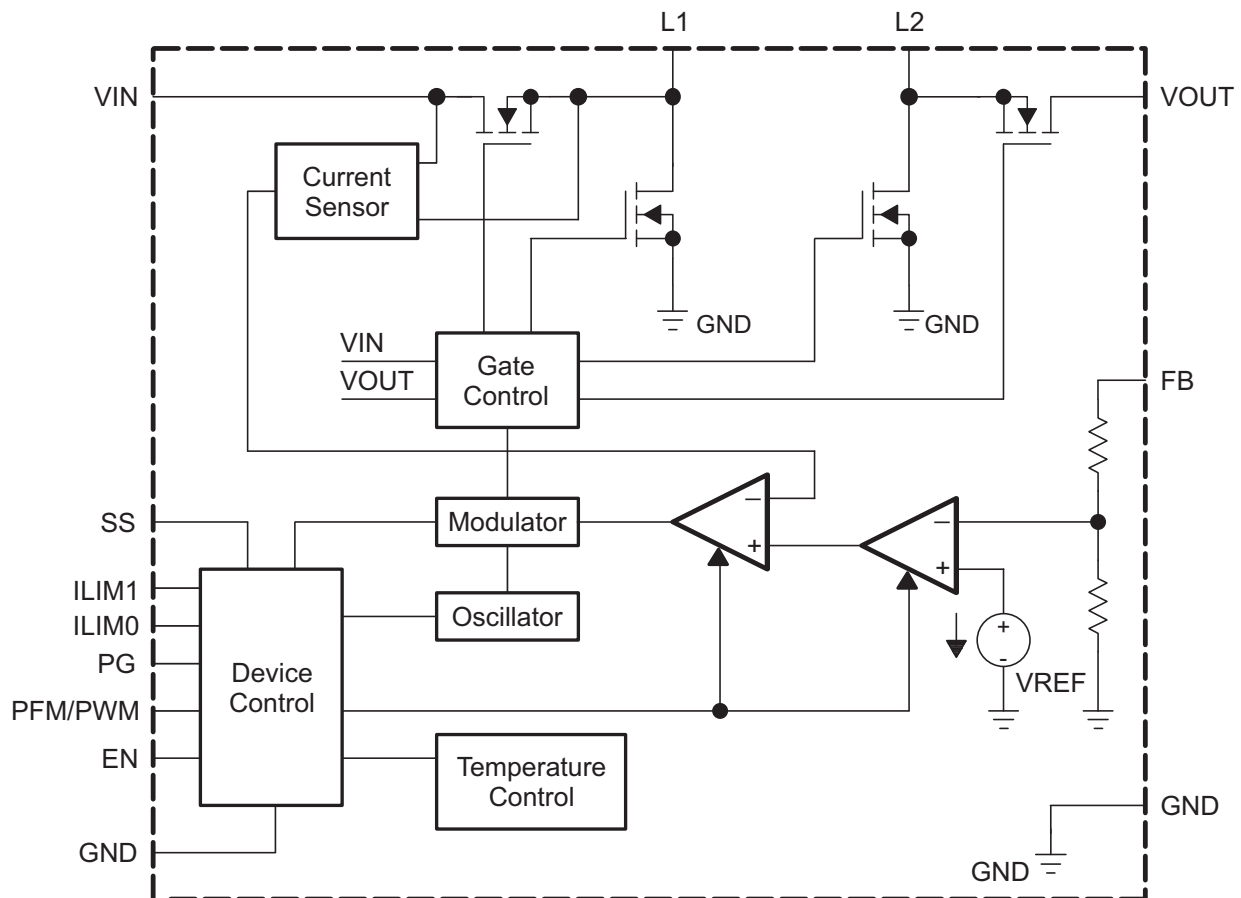 L1
L2
VIN
VOUT
Current
Sensor
GND
GND
VIN
VOUT
Gate
Control
FB
SS
Modulator
−
+
−
+
ILIM1
ILIM0
PG
PFM/PWM
EN
Oscillator
Device
Control
+
-
VREF
Temperature
Control
GND
GND
GND